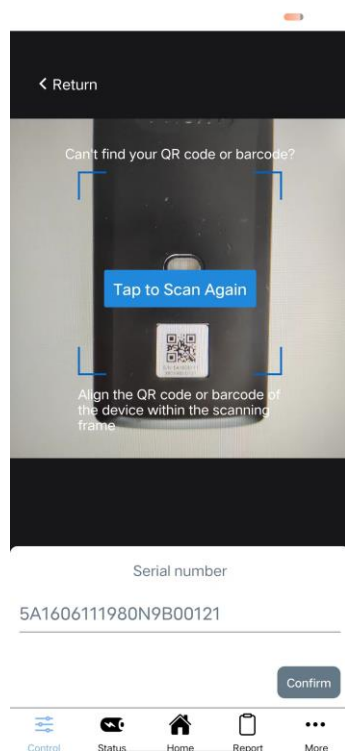 Return
Can't find your QR code or barcode?
Tap to Scan Again
Align the QR code or barcode of
the device within the scanning
frame.
Serial number
5A1606111980N9B00121
Confirm
Control
Status
Home
Report
More